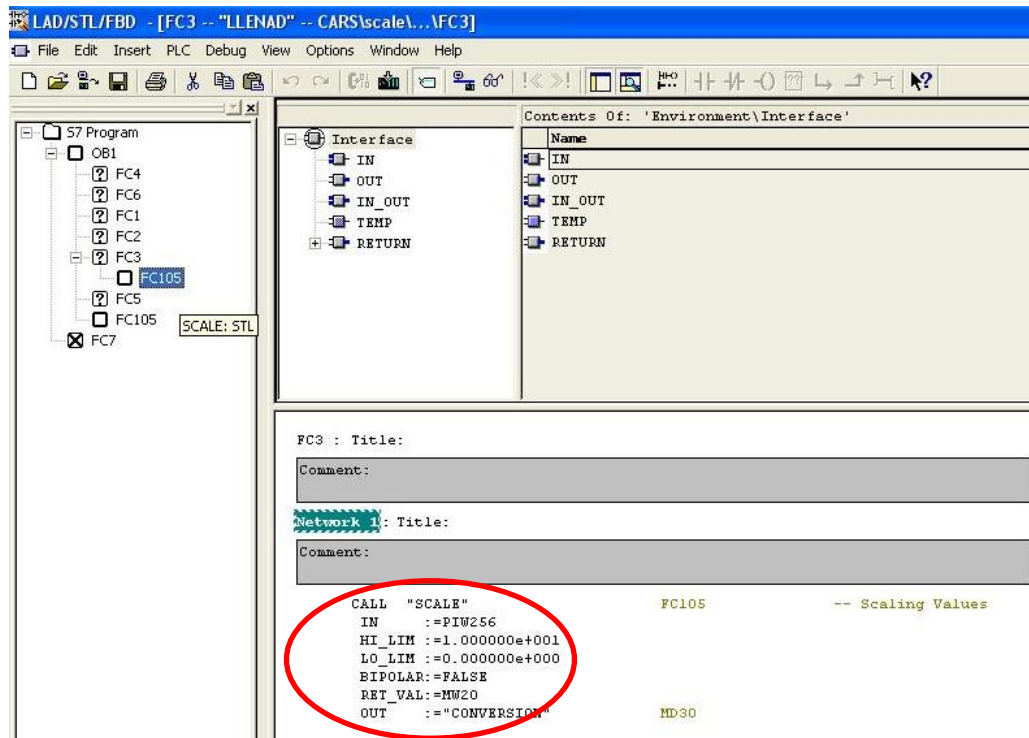 LAD/STL/FBD - [FC3 -- "LLENAD" -- CARS\scale\...\FC3]
File Edit Insert PLC Debug View Options Window Help
S7 Program
OB1
FC4
FC6
FC1
FC2
FC3
FC105
FC5
FC105
SCALE: STL
FC7
Interface
IN
OUT
IN_OUT
TEMP
RETURN
Contents Of: 'Environment\Interface'
Name
IN
OUT
IN_OUT
TEMP
RETURN
FC3 : Title:
Comment:
Network 1: Title:
Comment:
CALL "SCALE" FC105 -- Scaling Values
IN :=PIW256
HI_LIM :=1.000000e+001
LO_LIM :=0.000000e+000
BIPOLAR:=FALSE
RET_VAL:=MW20
OUT :="CONVERSION" MD30